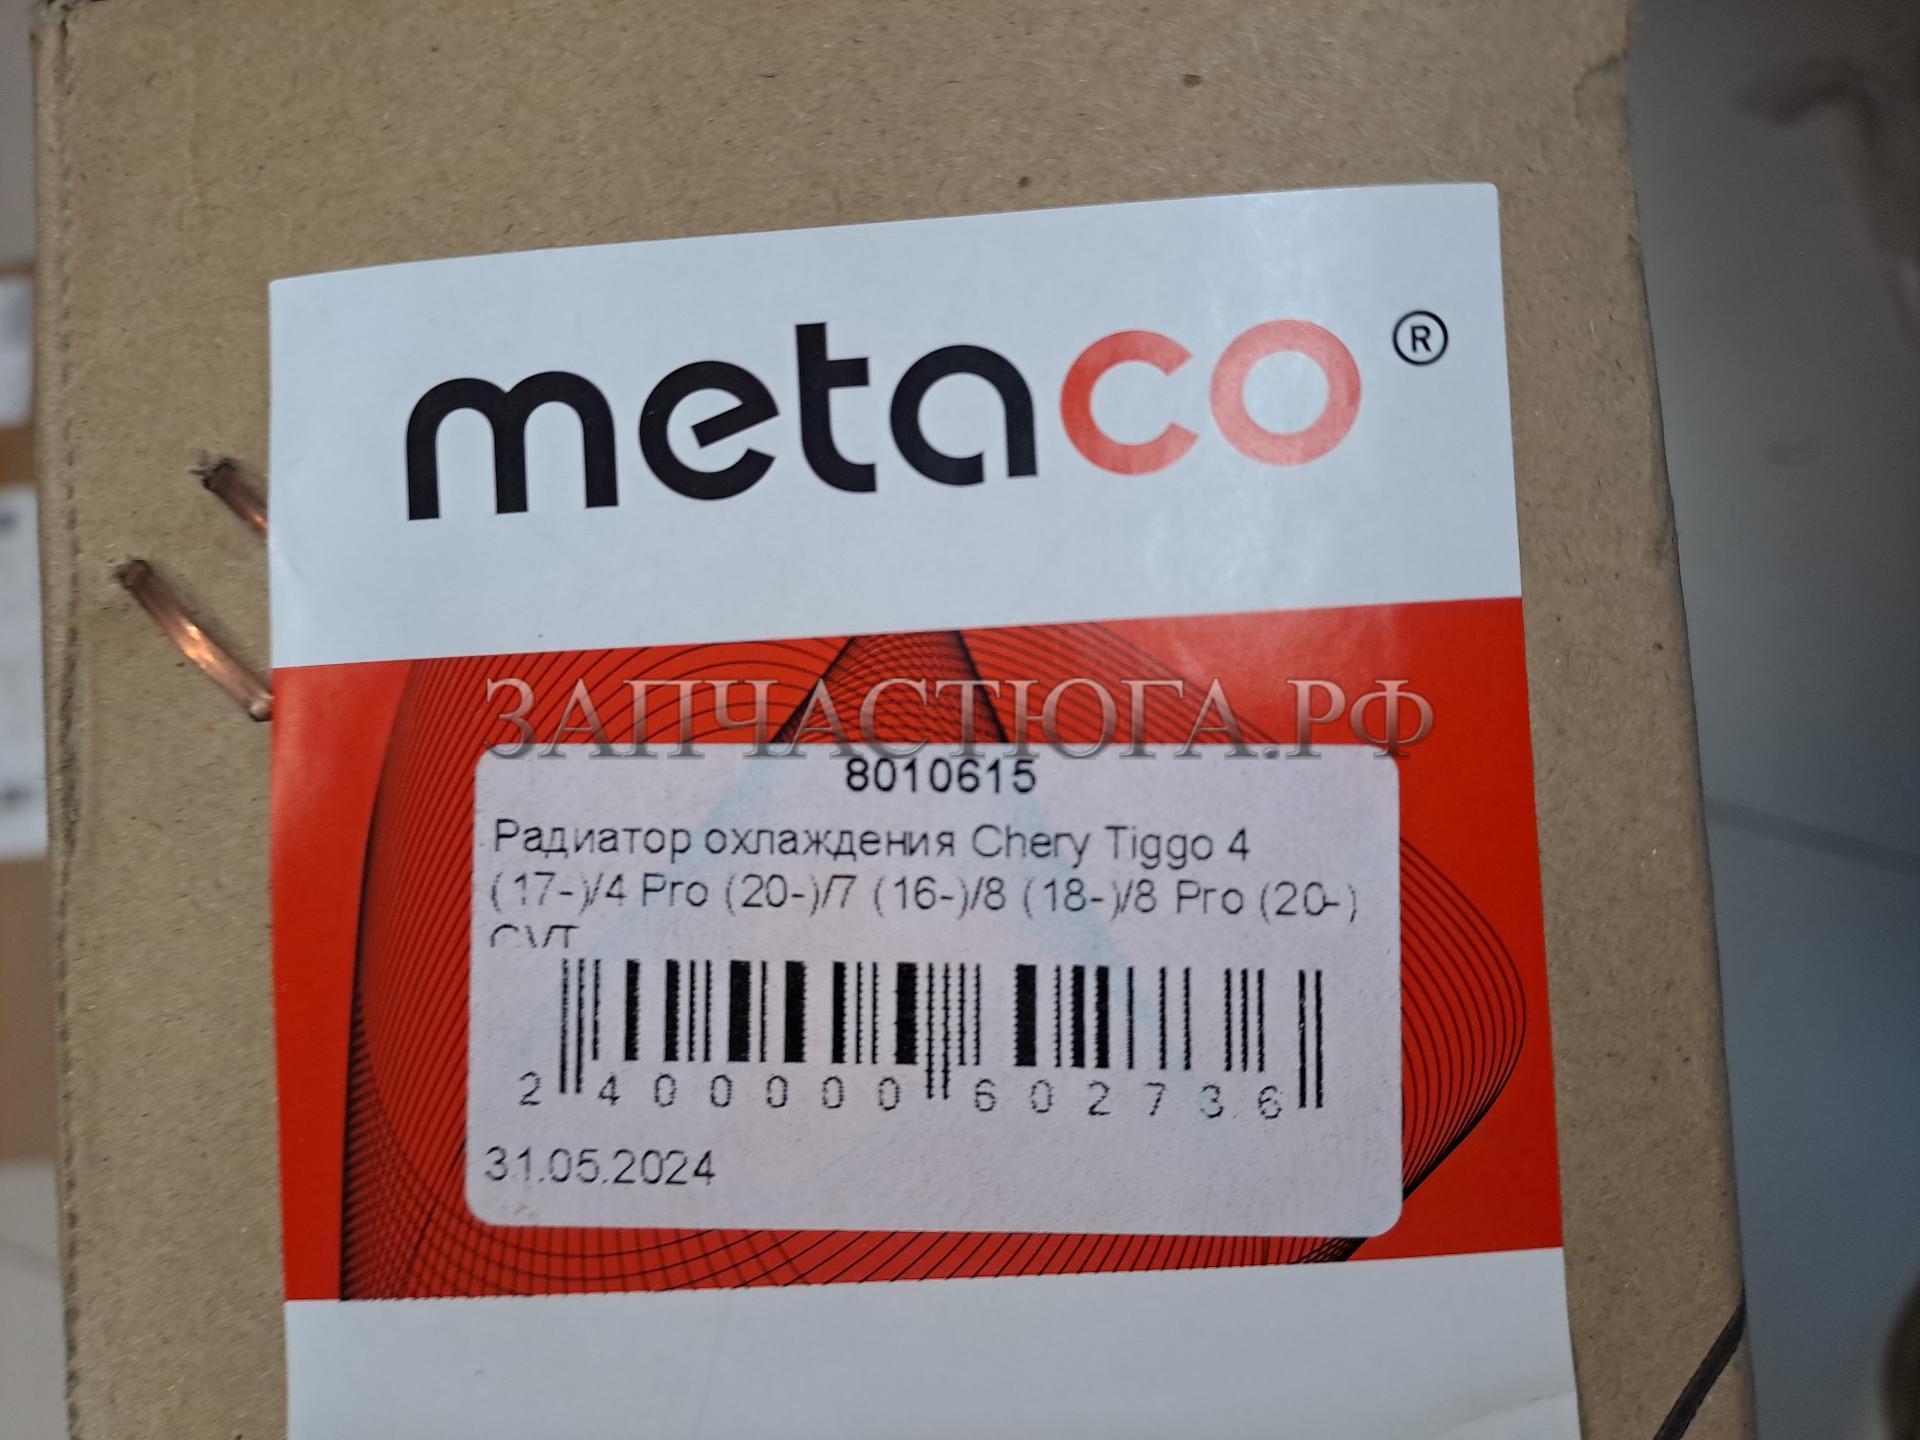 metaco ®
ЗАПЧАСТЮГА.РФ
8010615
Радиатор охлаждения Chery Tiggo 4
(17-)/4 Pro (20-)/7 (16-)/8 (18-)/8 Pro (20-)
CVT
2 400000 602736
31.05.2024